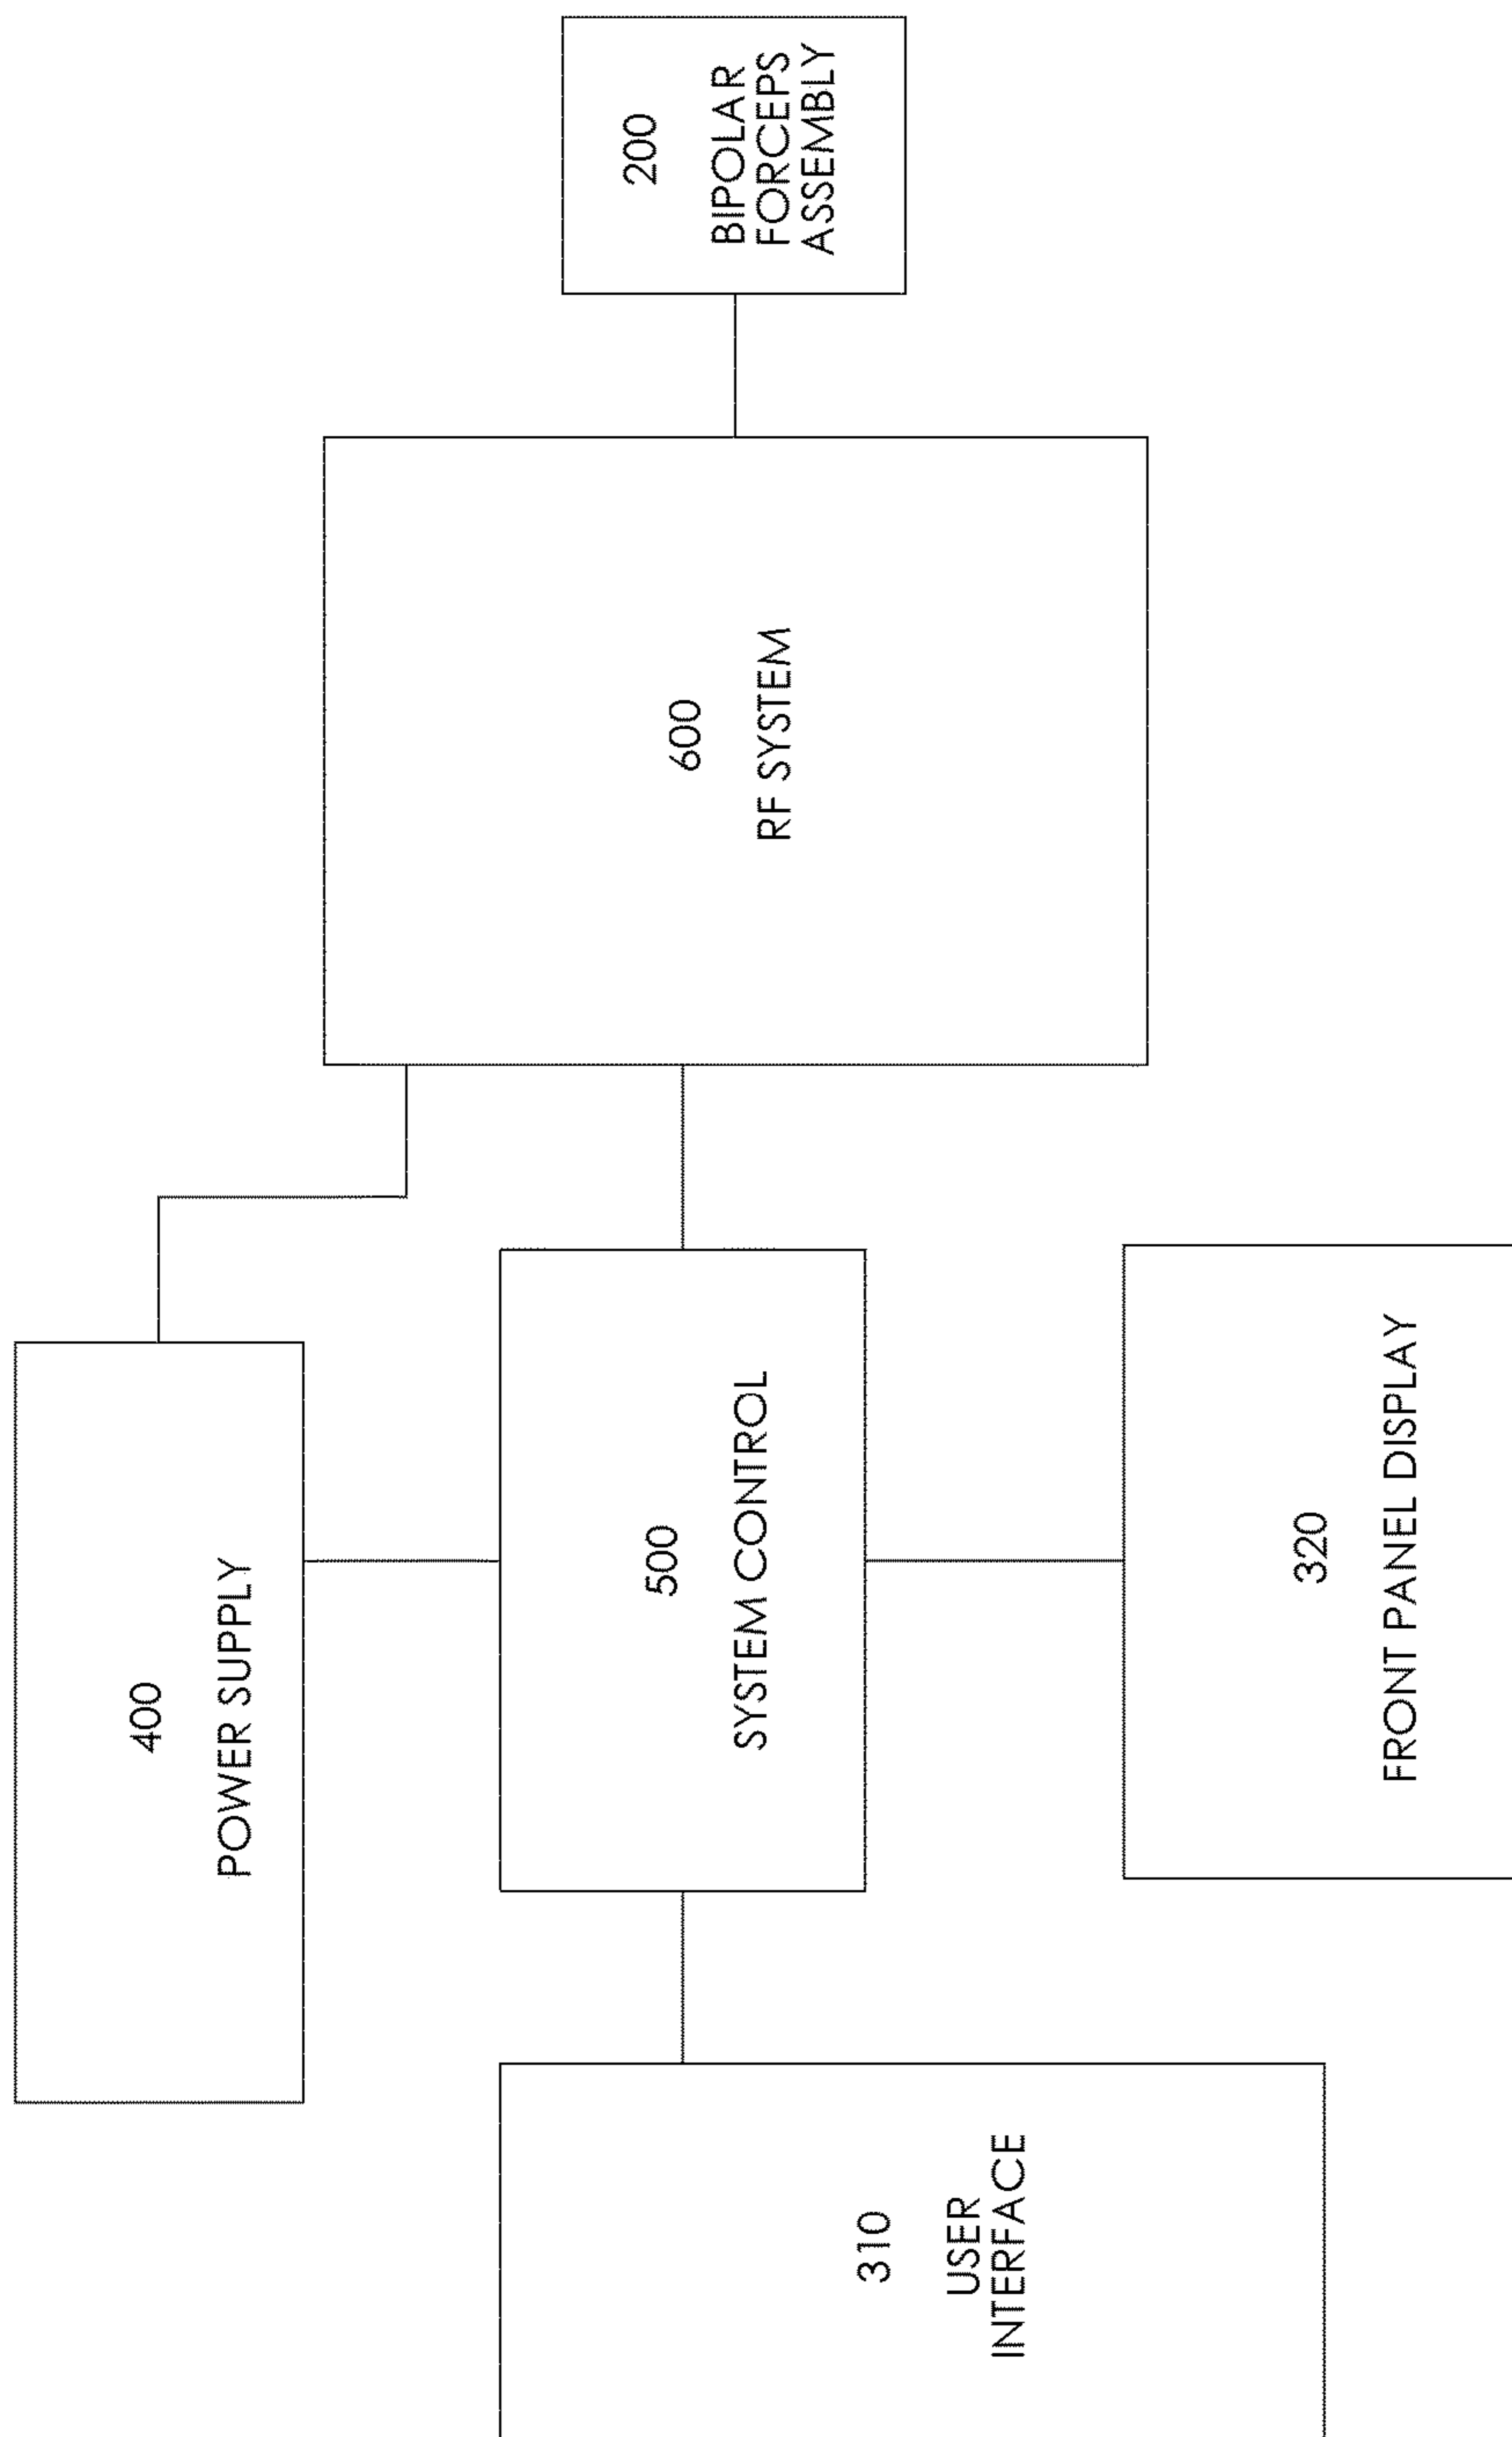 400
POWER SUPPLY
310
USER
INTERFACE
500
SYSTEM CONTROL
600
RF SYSTEM
200
BIPOLAR
FORCEPS
ASSEMBLY
320
FRONT PANEL DISPLAY